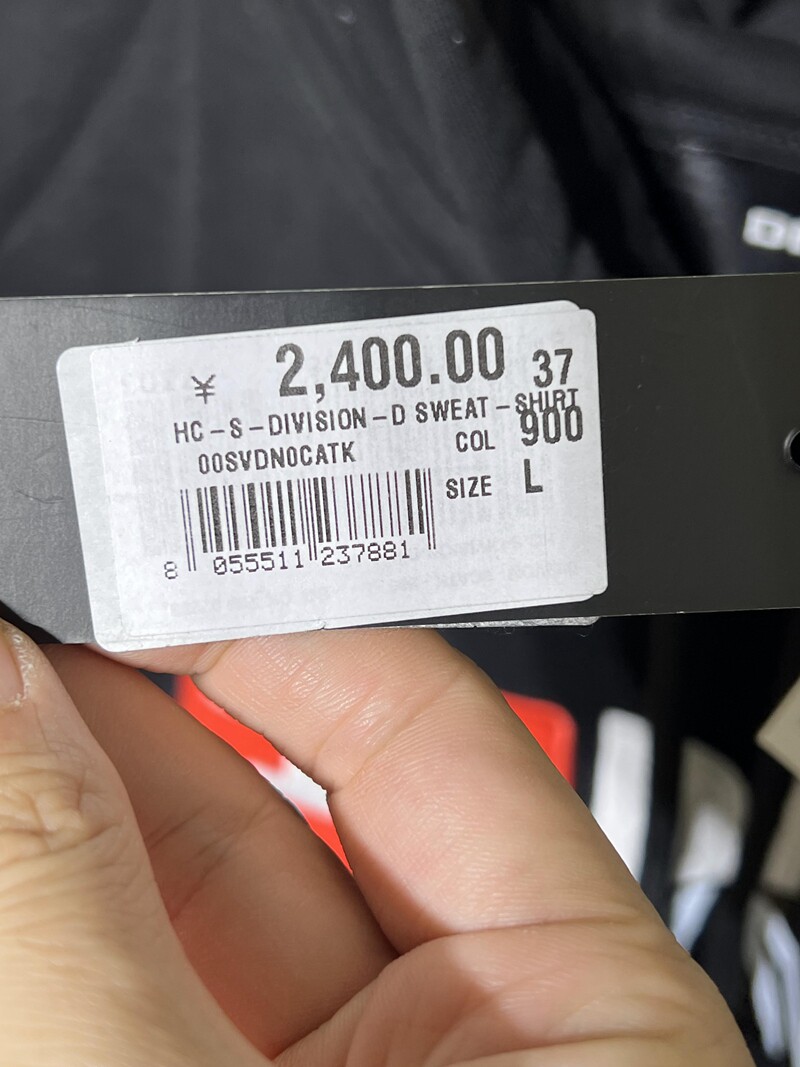 ¥ 2,400.00 37
HC-S-DIVISION-D SWEAT-SHIRT
00SVDN0CATK COL 900
SIZE L
8 055511 237881